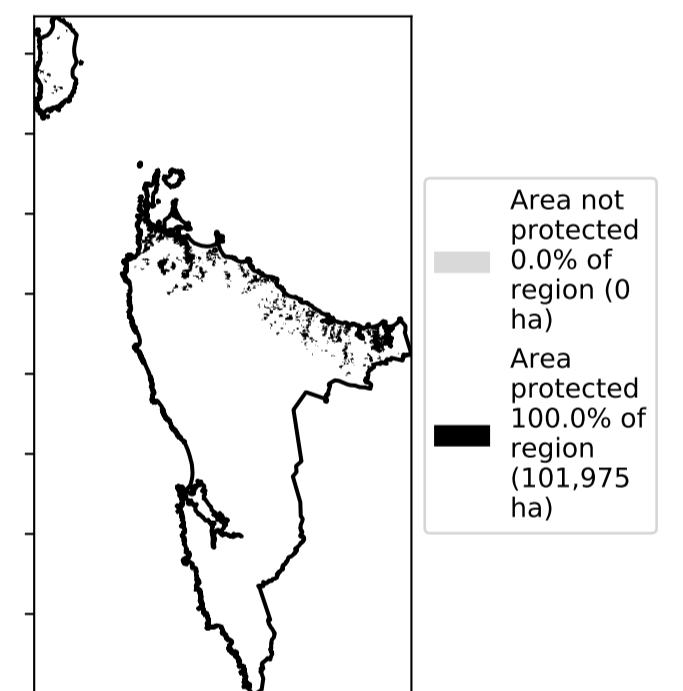 Area not
protected
0.0% of
region (0
ha)
Area
protected
100.0% of
region
(101,975
ha)